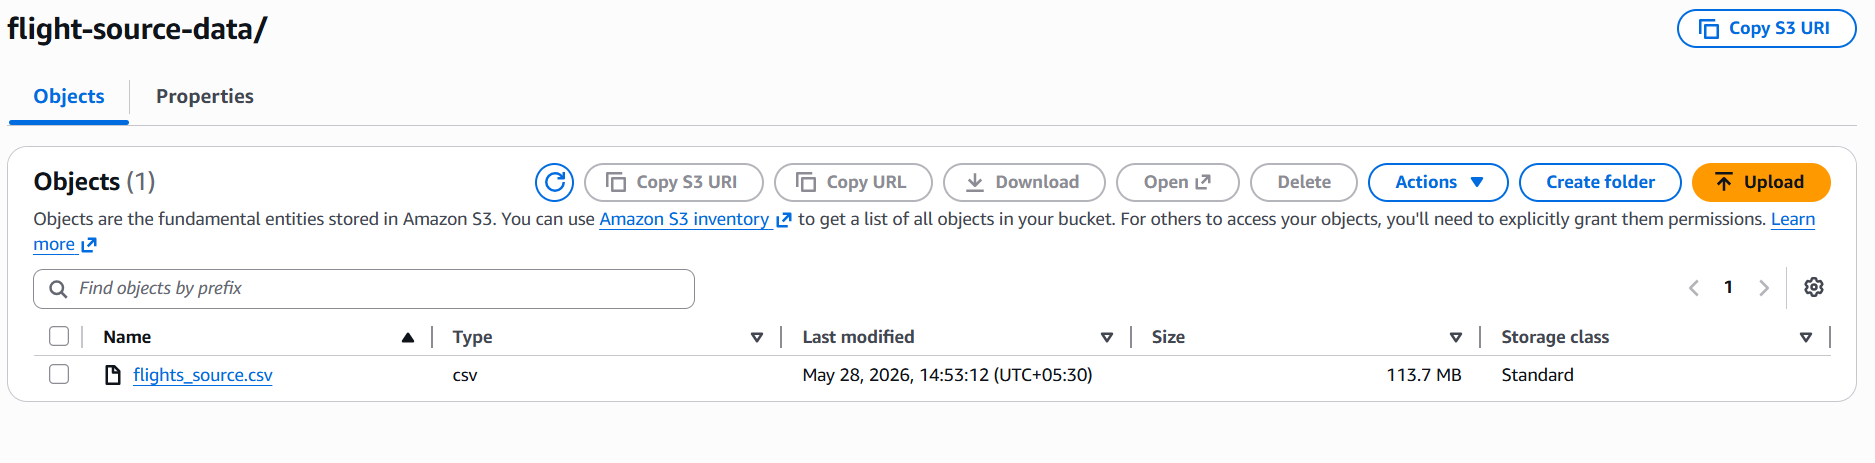 flight-source-data/
Copy S3 URI
Objects
Properties
Objects (1)
Copy S3 URI
Copy URL
Download
Open
Delete
Actions
Create folder
Upload
Objects are the fundamental entities stored in Amazon S3. You can use Amazon S3 inventory to get a list of all objects in your bucket. For others to access your objects, you'll need to explicitly grant them permissions. Learn
more
Find objects by prefix
1
Name Type Last modified Size Storage class
flights_source.csv csv May 28, 2026, 14:53:12 (UTC+05:30) 113.7 MB Standard